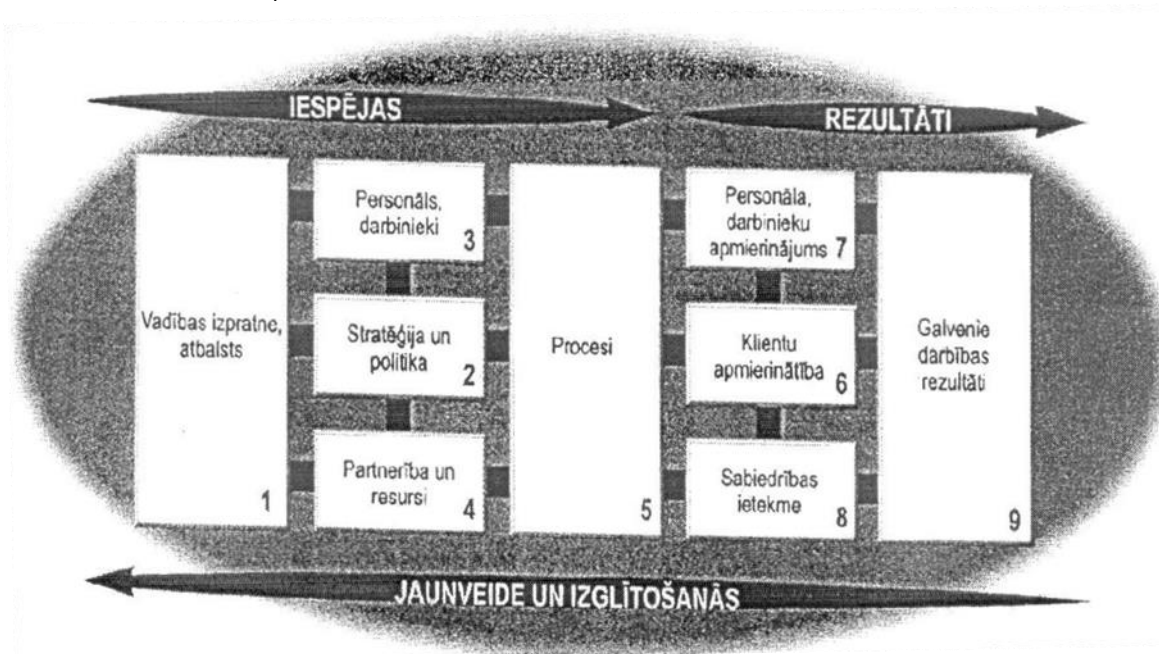 IESPĒJAS
REZULTĀTI
Vadības izpratne,
atbalsts
1
Personāls,
darbinieki
3
Stratēģija un
politika
2
Partnerība un
resursi
4
Procesi
5
Personāla,
darbinieku
apmierinājums 7
Klientu
apmierinātība
6
Sabiedrības
ietekme
8
Galvenie
darbības
rezultāti
9
JAUNVEIDE UN IZGLĪTOŠANĀS